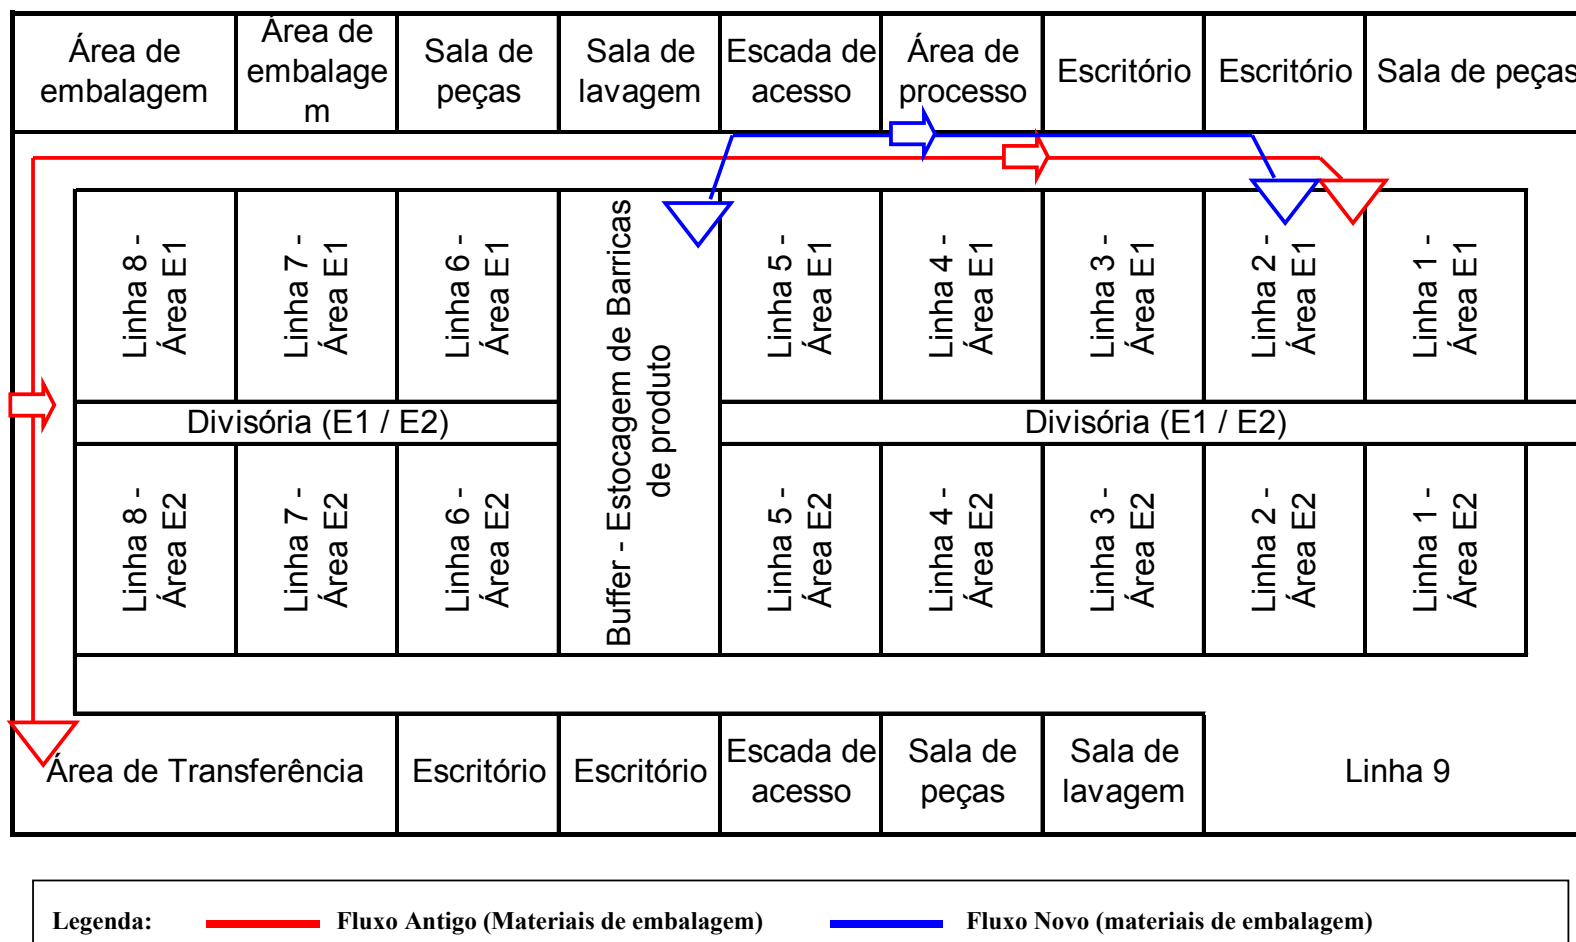 Área de
embalagem
Área de
embalage
m
Sala de
peças
Sala de
lavagem
Escada de
acesso
Área de
processo
Escritório
Escritório
Sala de peças
Linha 8 -
Área E1
Linha 7 -
Área E1
Linha 6 -
Área E1
Buffer - Estocagem de Barricas
de produto
Linha 5 -
Área E1
Linha 4 -
Área E1
Linha 3 -
Área E1
Linha 2 -
Área E1
Linha 1 -
Área E1
Divisória (E1 / E2)
Divisória (E1 / E2)
Linha 8 -
Área E2
Linha 7 -
Área E2
Linha 6 -
Área E2
Linha 5 -
Área E2
Linha 4 -
Área E2
Linha 3 -
Área E2
Linha 2 -
Área E2
Linha 1 -
Área E2
Área de Transferência
Escritório
Escritório
Escada de
acesso
Sala de
peças
Sala de
lavagem
Linha 9
Legenda:
Fluxo Antigo (Materiais de embalagem)
Fluxo Novo (materiais de embalagem)